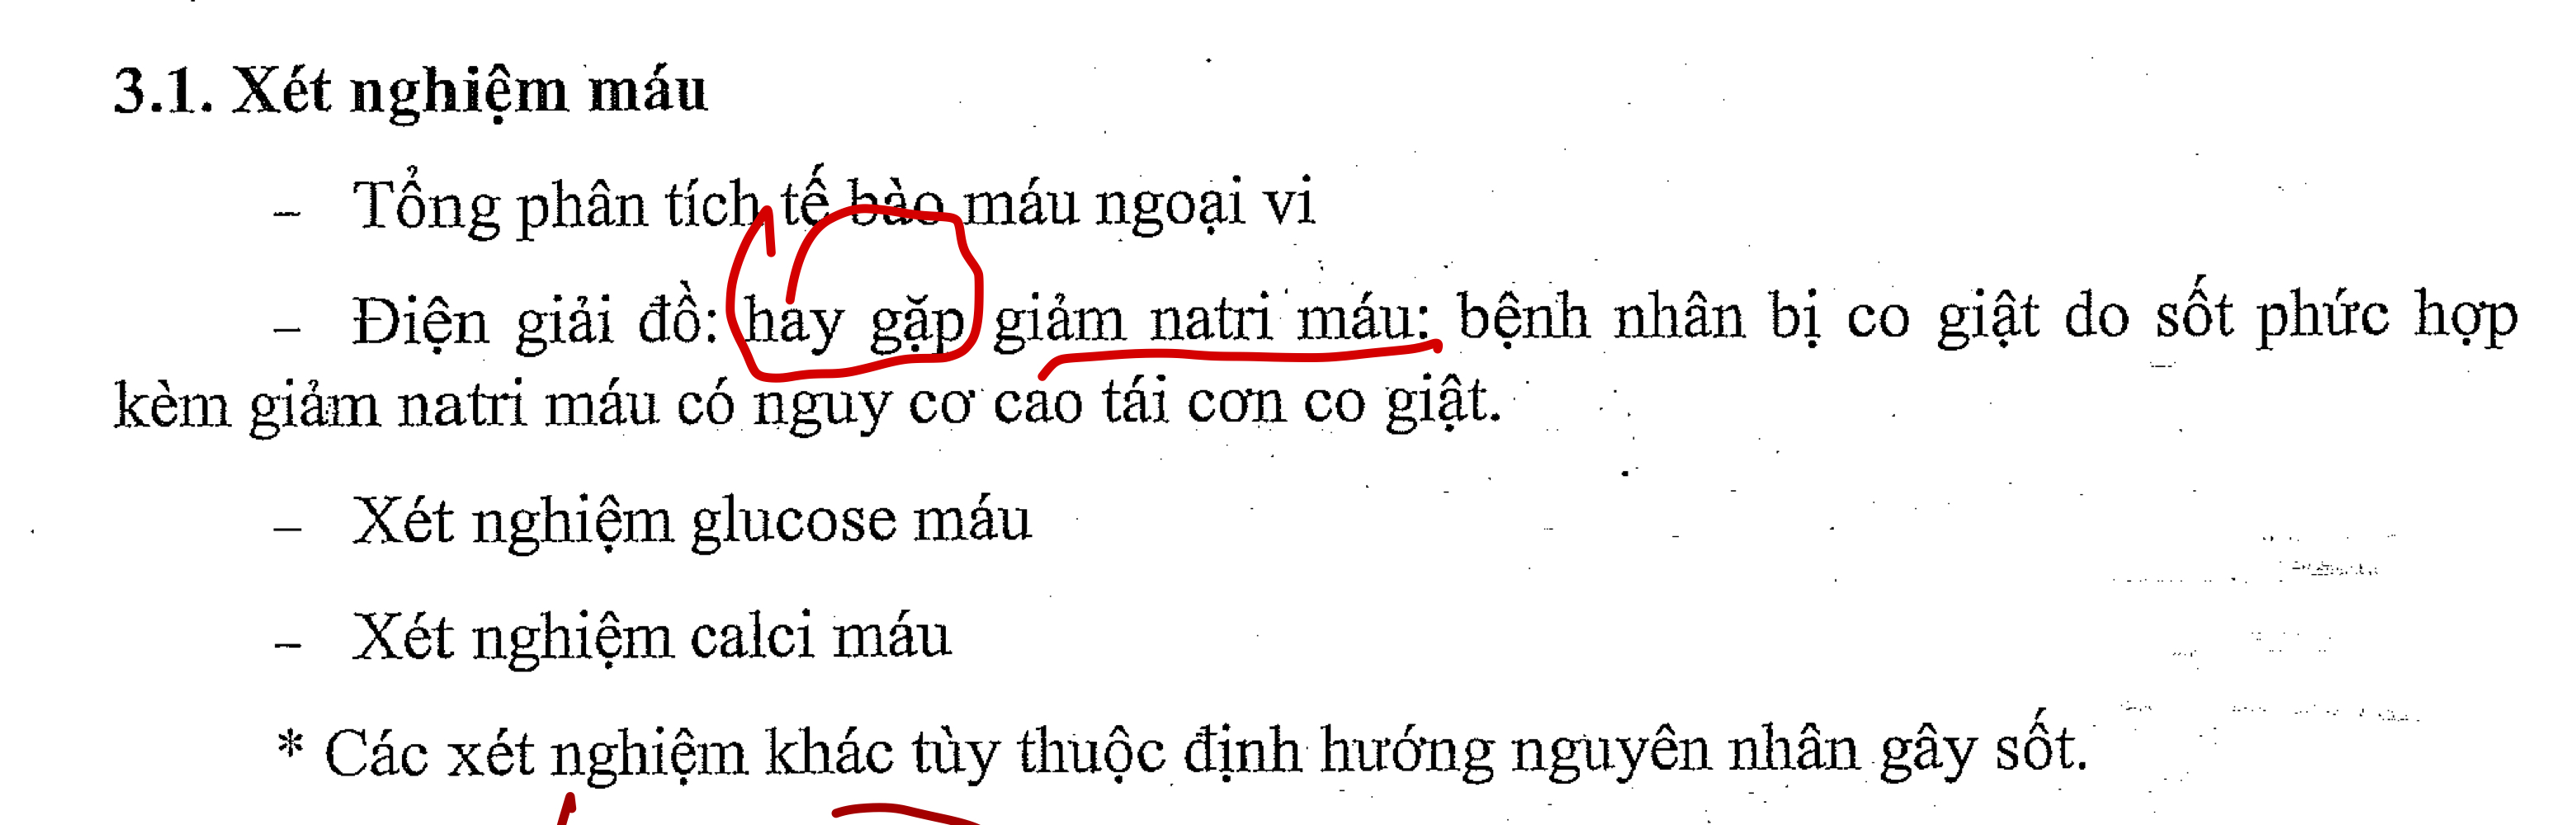 3.1. Xét nghiệm máu
– Tổng phân tích tế bào máu ngoại vi
– Điện giải đồ: hay gặp giảm natri máu: bệnh nhân bị co giật do sốt phức hợp
kèm giảm natri máu có nguy cơ cao tái cơn co giật.
– Xét nghiệm glucose máu
– Xét nghiệm calci máu
* Các xét nghiệm khác tùy thuộc định hướng nguyên nhân gây sốt.